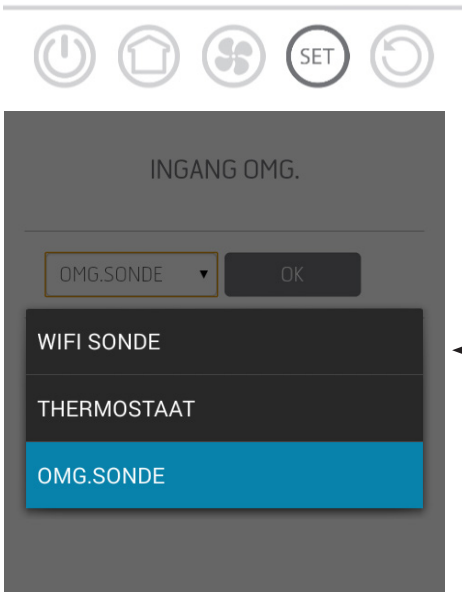 SET
INGANG OMG.
OMG.SONDE OK
WIFI SONDE
THERMOSTAAT
OMG.SONDE